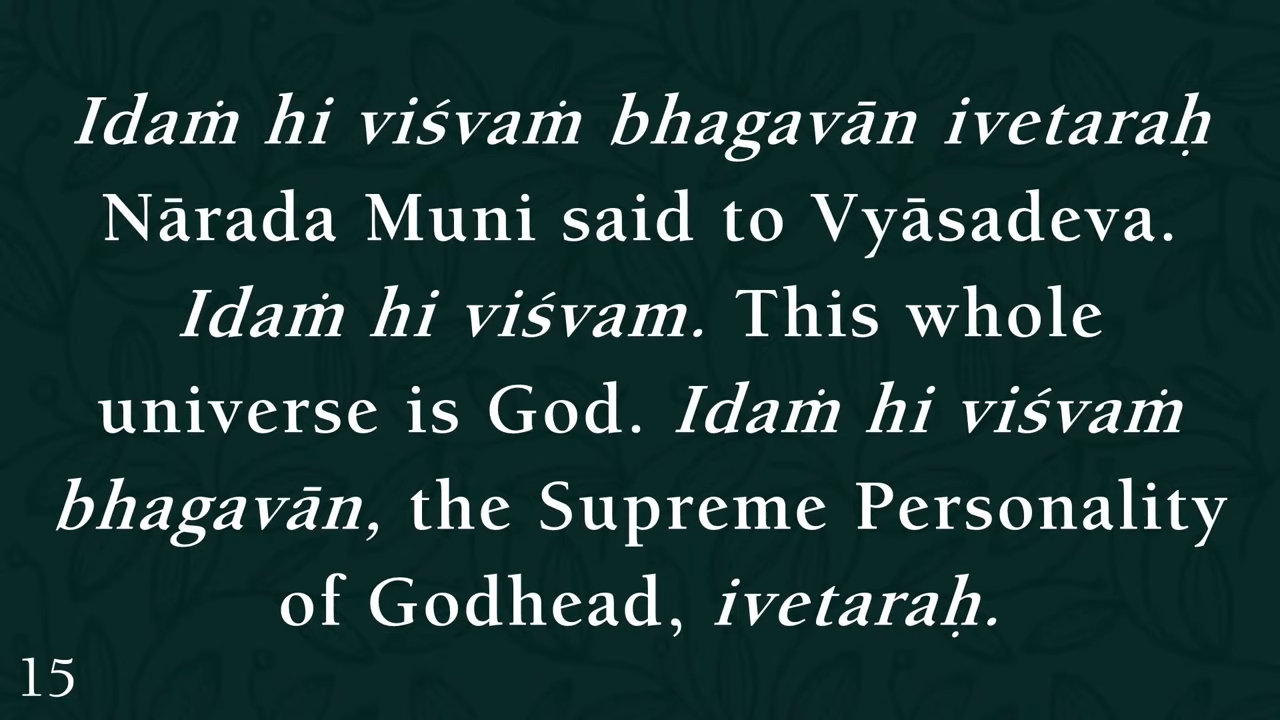 Idaṁ hi viśvaṁ bhagavān ivetaraḥ
Nārada Muni said to Vyāsadeva.
Idaṁ hi viśvam. This whole
universe is God. Idaṁ hi viśvaṁ
bhagavān, the Supreme Personality
of Godhead, ivetaraḥ.
15